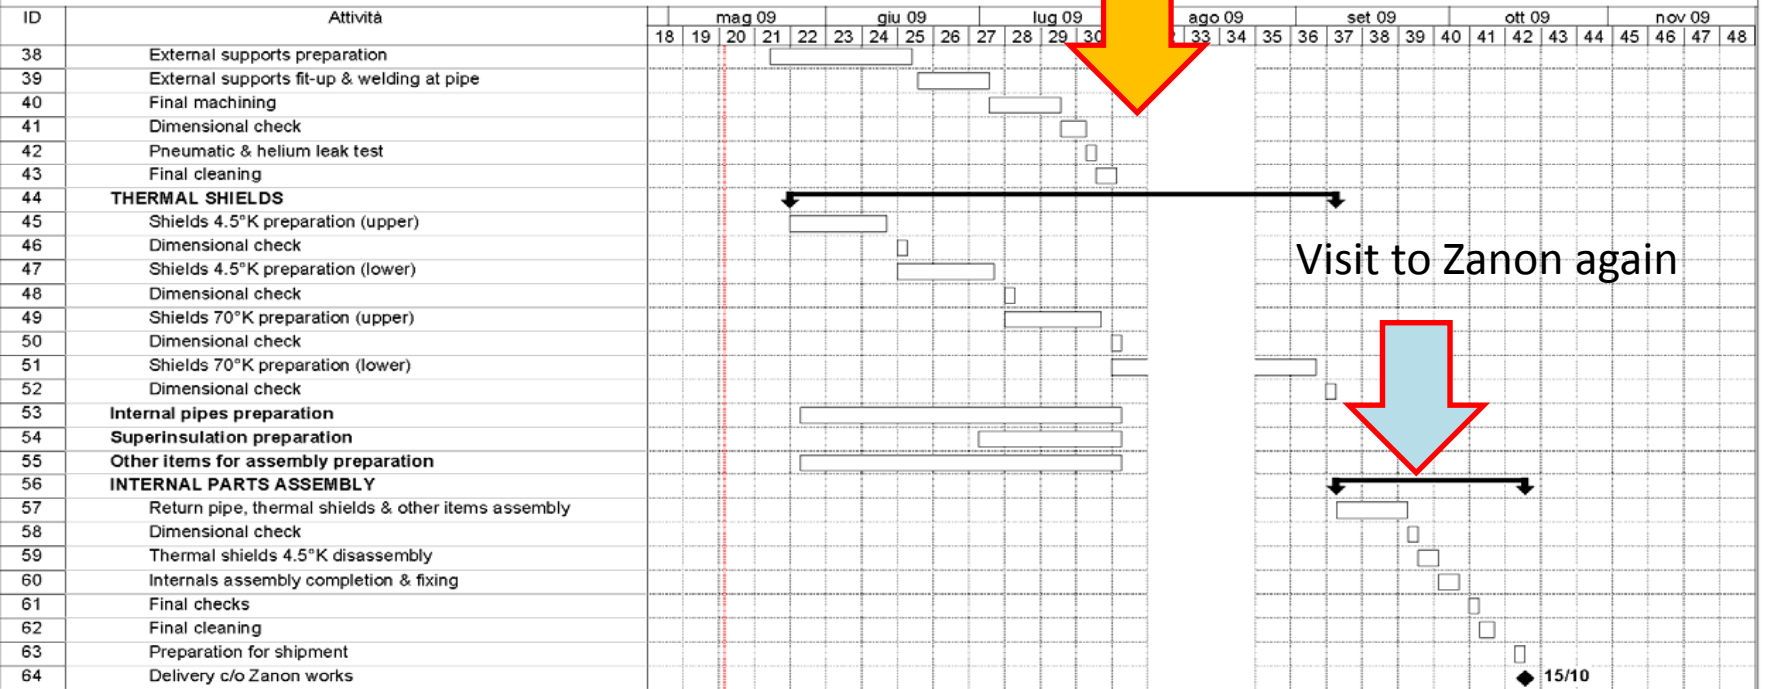 ID Attività mag 09 giu 09 lug 09 ago 09 set 09 ott 09 nov 09
18 19 20 21 22 23 24 25 26 27 28 29 30 33 34 35 36 37 38 39 40 41 42 43 44 45 46 47 48
38 External supports preparation
39 External supports fit-up & welding at pipe
40 Final machining
41 Dimensional check
42 Pneumatic & helium leak test
43 Final cleaning
44 THERMAL SHIELDS
45 Shields 4.5°K preparation (upper)
46 Dimensional check
Visit to Zanon again
47 Shields 4.5°K preparation (lower)
48 Dimensional check
49 Shields 70°K preparation (upper)
50 Dimensional check
51 Shields 70°K preparation (lower)
52 Dimensional check
53 Internal pipes preparation
54 Superinsulation preparation
55 Other items for assembly preparation
56 INTERNAL PARTS ASSEMBLY
57 Return pipe, thermal shields & other items assembly
58 Dimensional check
59 Thermal shields 4.5°K disassembly
60 Internals assembly completion & fixing
61 Final checks
62 Final cleaning
63 Preparation for shipment
64 Delivery c/o Zanon works 15/10